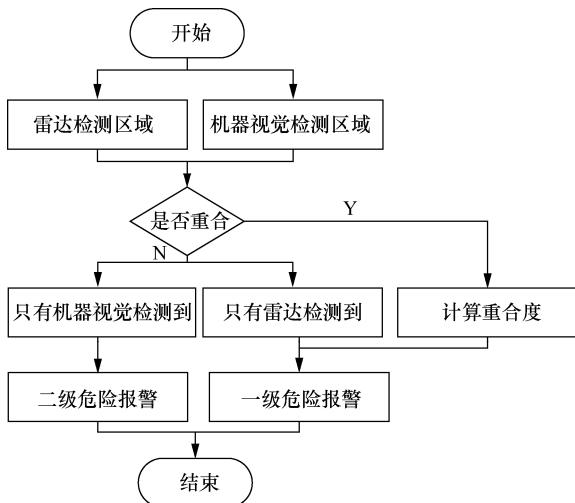 开始
雷达检测区域
机器视觉检测区域
是否重合
Y
N
只有机器视觉检测到
只有雷达检测到
计算重合度
二级危险报警
一级危险报警
结束